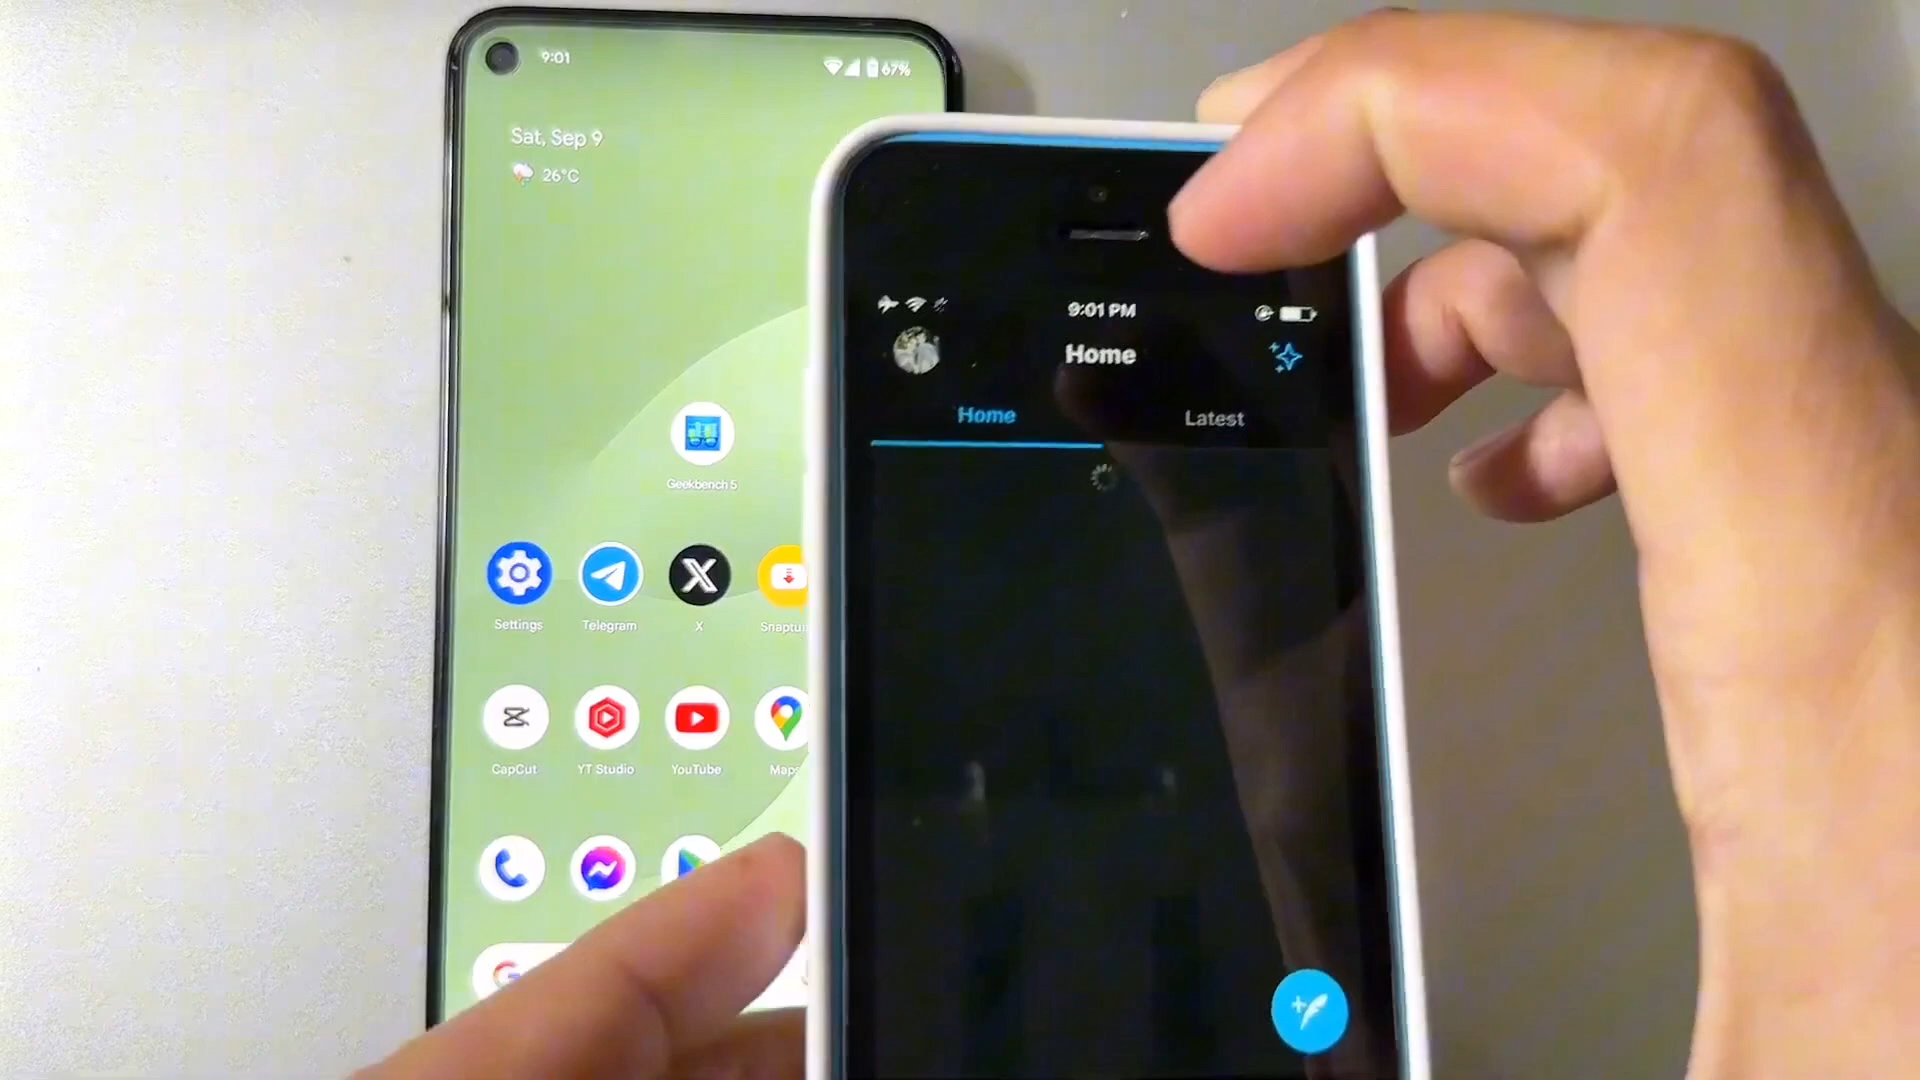 9:01
67%
Sat, Sep 9
26°C
Geekbench 5
Settings
Telegram
X
Snaptu
CapCut
YT Studio
YouTube
Maps
9:01 PM
Home
Home
Latest